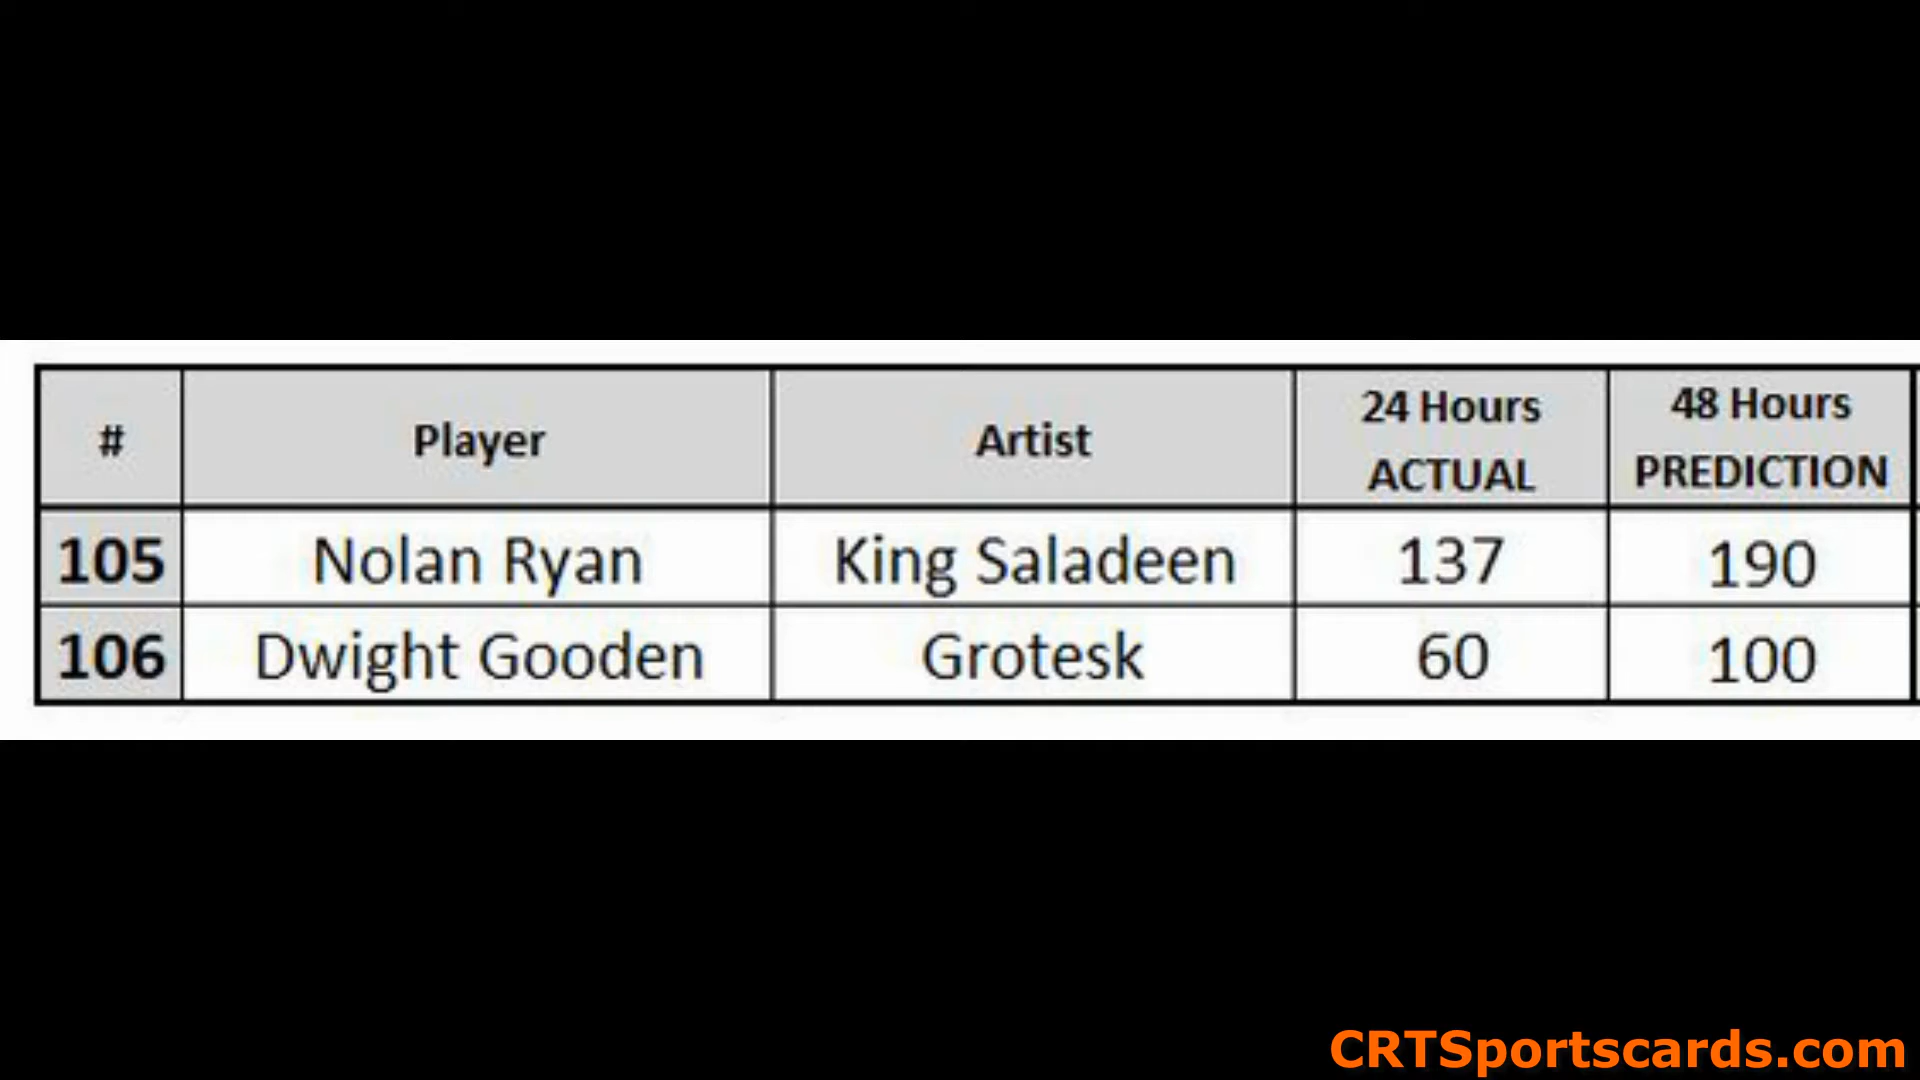 # Player Artist 24 Hours ACTUAL 48 Hours PREDICTION
105 Nolan Ryan King Saladeen 137 190
106 Dwight Gooden Grotesk 60 100
CRTSportscards.com